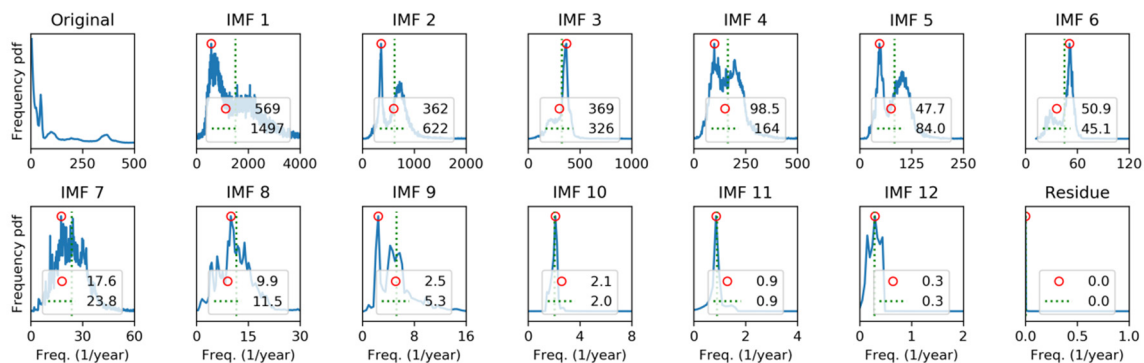 Original IMF 1 IMF 2 IMF 3 IMF 4 IMF 5 IMF 6
Frequency pdf
569 362 369 98.5 47.7 50.9
1497 622 326 164 84.0 45.1
0 500 0 2000 4000 0 1000 2000 0 500 1000 0 250 500 0 125 250 0 60 120
IMF 7 IMF 8 IMF 9 IMF 10 IMF 11 IMF 12 Residue
Frequency pdf
17.6 9.9 2.5 2.1 0.9 0.3 0.0
23.8 11.5 5.3 2.0 0.9 0.3 0.0
0 30 60 0 15 30 0 8 16 0 4 8 0 2 4 0 1 2 0.0 0.5 1.0
Freq. (1/year) Freq. (1/year) Freq. (1/year) Freq. (1/year) Freq. (1/year) Freq. (1/year) Freq. (1/year)